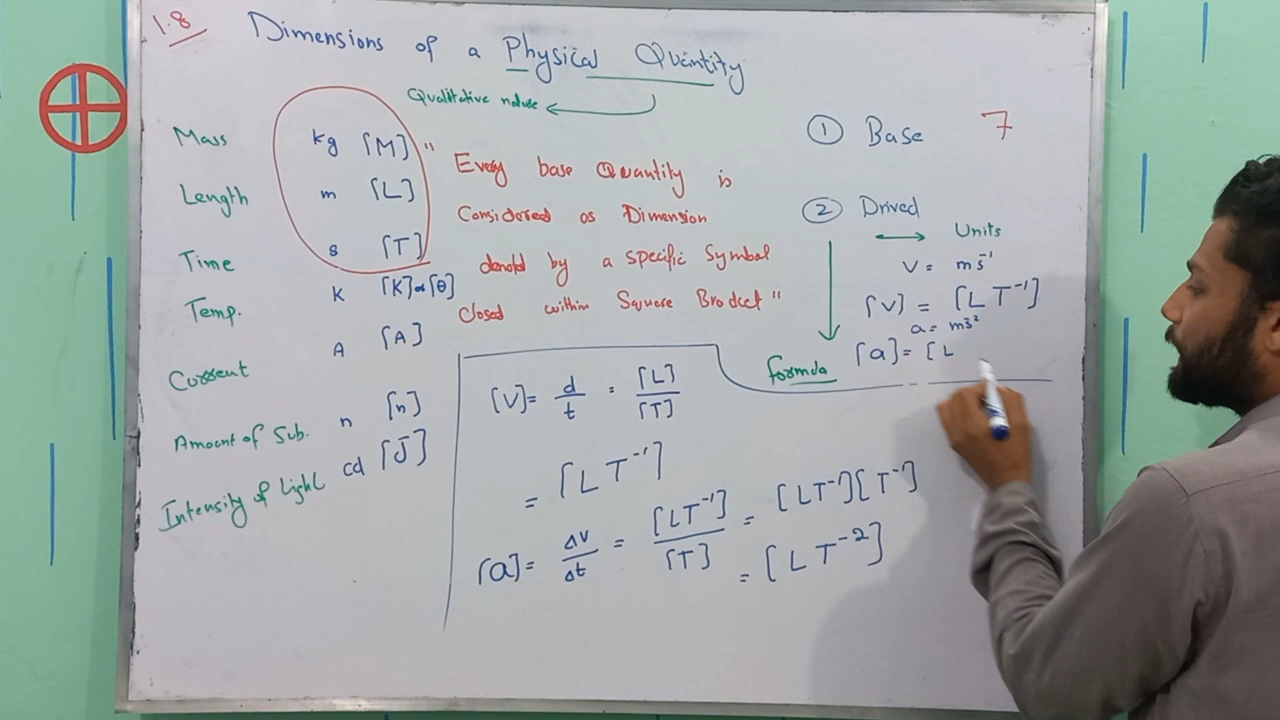 1.8 Dimensions of a Physical Quantity
Qualitative nature
Mass kg [M]
Length m [L]
Time s [T]
Temp. K [K] or [θ]
Current A [A]
Amount of Sub. n [n]
Intensity of Light cd [J]
" Every base Quantity is
Considered as Dimension
denoted by a specific Symbol
Closed within Square Bracket "
① Base 7
② Drived
Units
V = ms⁻¹
[V] = [L T⁻¹]
a = ms⁻²
formula [a] = [L
[V] = d/t = [L]/[T]
= [L T⁻¹]
[a] = Δv/Δt = [LT⁻¹]/[T] = [LT⁻¹][T⁻¹]
= [L T⁻²]